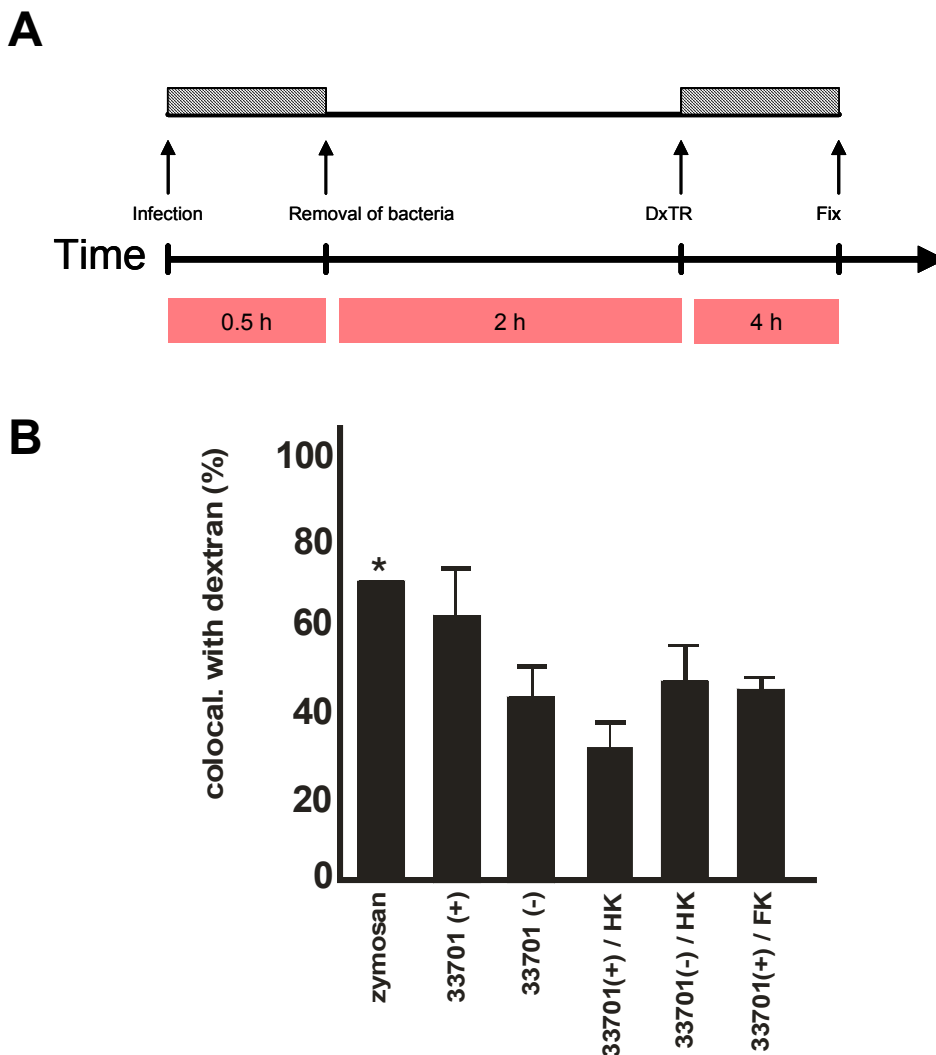 A
Infection Removal of bacteria DxTR Fix
Time
0.5 h 2 h 4 h
B
colocal. with dextran (%)
100
80
60
40
20
0
*
zymosan
33701 (+)
33701 (-)
33701(+) / HK
33701(-) / HK
33701(+) / FK